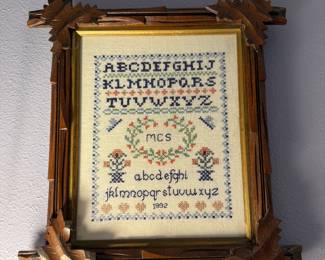 ABCDEFGHIJ
KLMNOPQRS
TUVWXYZ
MCS
abcdefghi
jklmnopqrstuvwxyz
1992